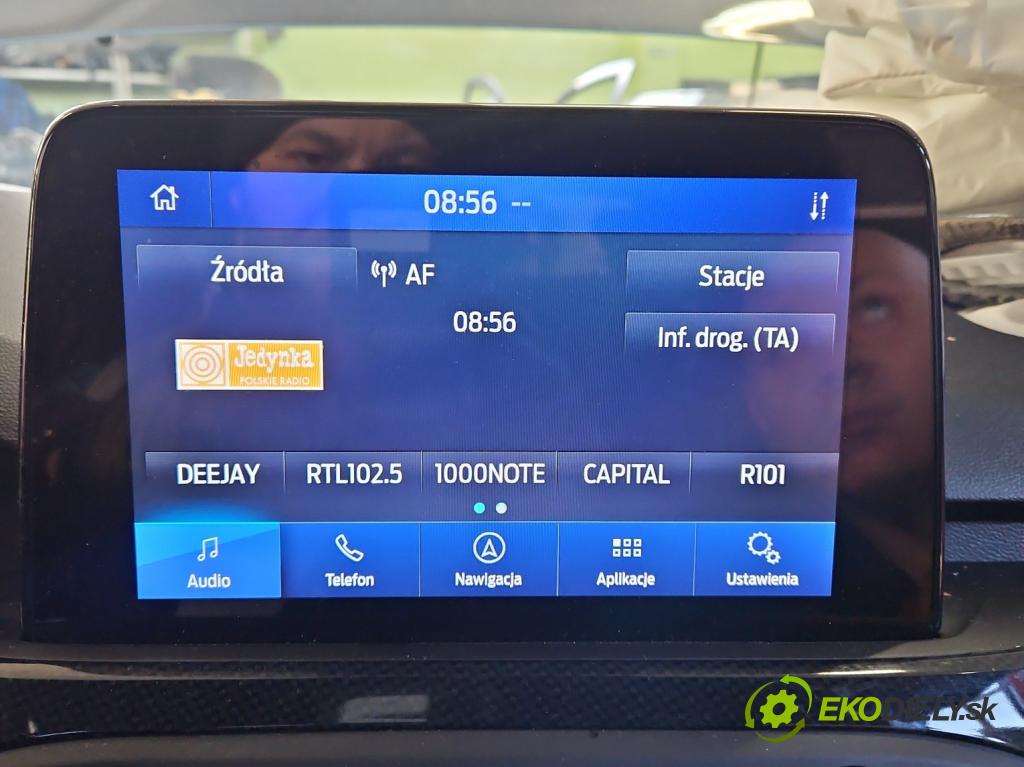 08:56 --
Źródła
AF
Stacje
08:56
Inf. drog. (TA)
Jedynka
POLSKIE RADIO
DEEJAY RTL102.5 1000NOTE CAPITAL R101
Audio Telefon Nawigacja Aplikacje Ustawienia
EKODIELY.sk